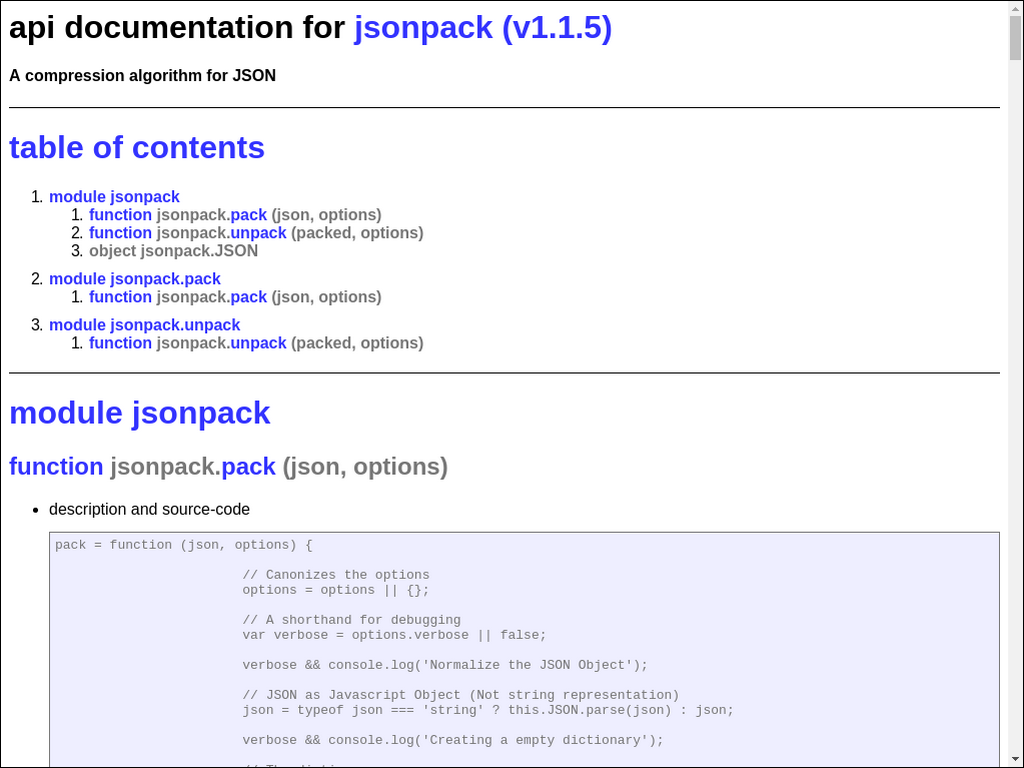 api documentation for jsonpack (v1.1.5)
A compression algorithm for JSON
table of contents
1. module jsonpack
1. function jsonpack.pack (json, options)
2. function jsonpack.unpack (packed, options)
3. object jsonpack.JSON
2. module jsonpack.pack
1. function jsonpack.pack (json, options)
3. module jsonpack.unpack
1. function jsonpack.unpack (packed, options)
module jsonpack
function jsonpack.pack (json, options)
• description and source-code
pack = function (json, options) {
// Canonizes the options
options = options || {};
// A shorthand for debugging
var verbose = options.verbose || false;
verbose && console.log('Normalize the JSON Object');
// JSON as Javascript Object (Not string representation)
json = typeof json === 'string' ? this.JSON.parse(json) : json;
verbose && console.log('Creating a empty dictionary');